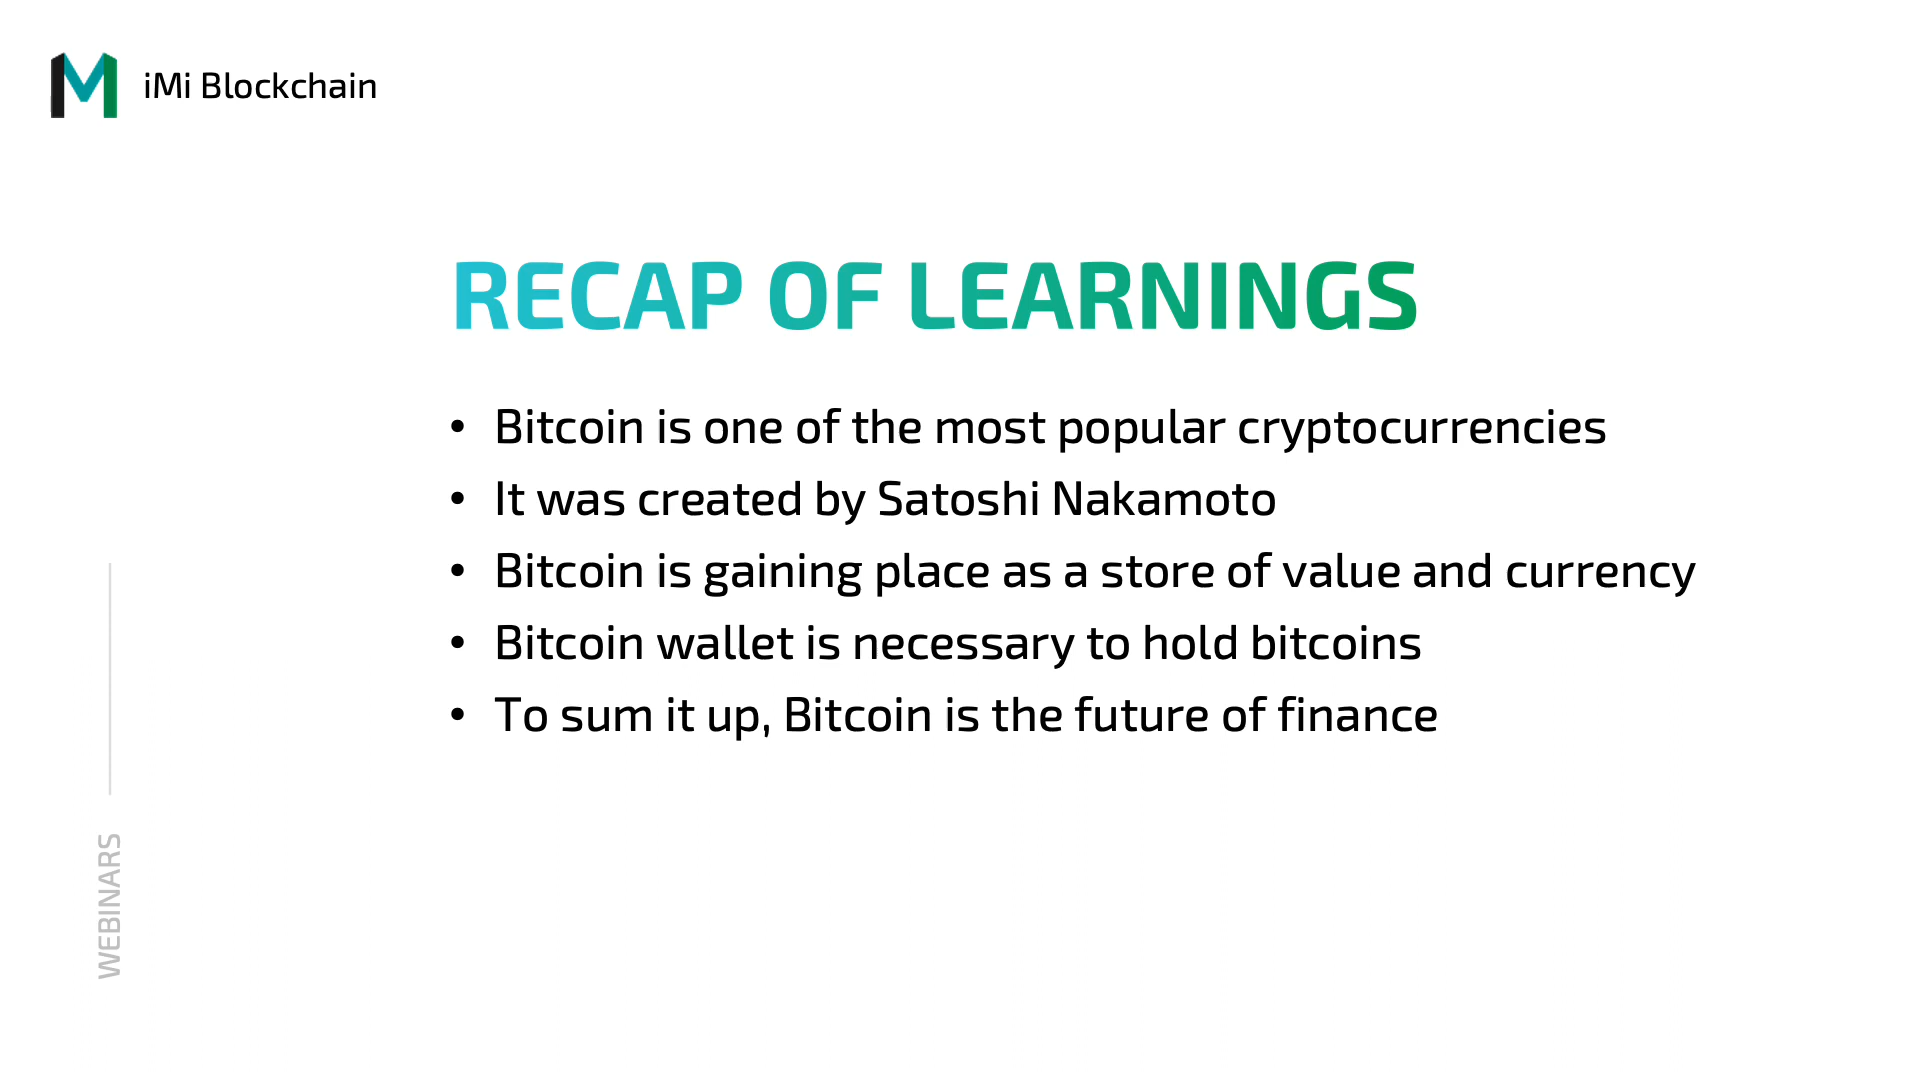 iMi Blockchain
RECAP OF LEARNINGS
• Bitcoin is one of the most popular cryptocurrencies
• It was created by Satoshi Nakamoto
• Bitcoin is gaining place as a store of value and currency
• Bitcoin wallet is necessary to hold bitcoins
• To sum it up, Bitcoin is the future of finance
WEBINARS